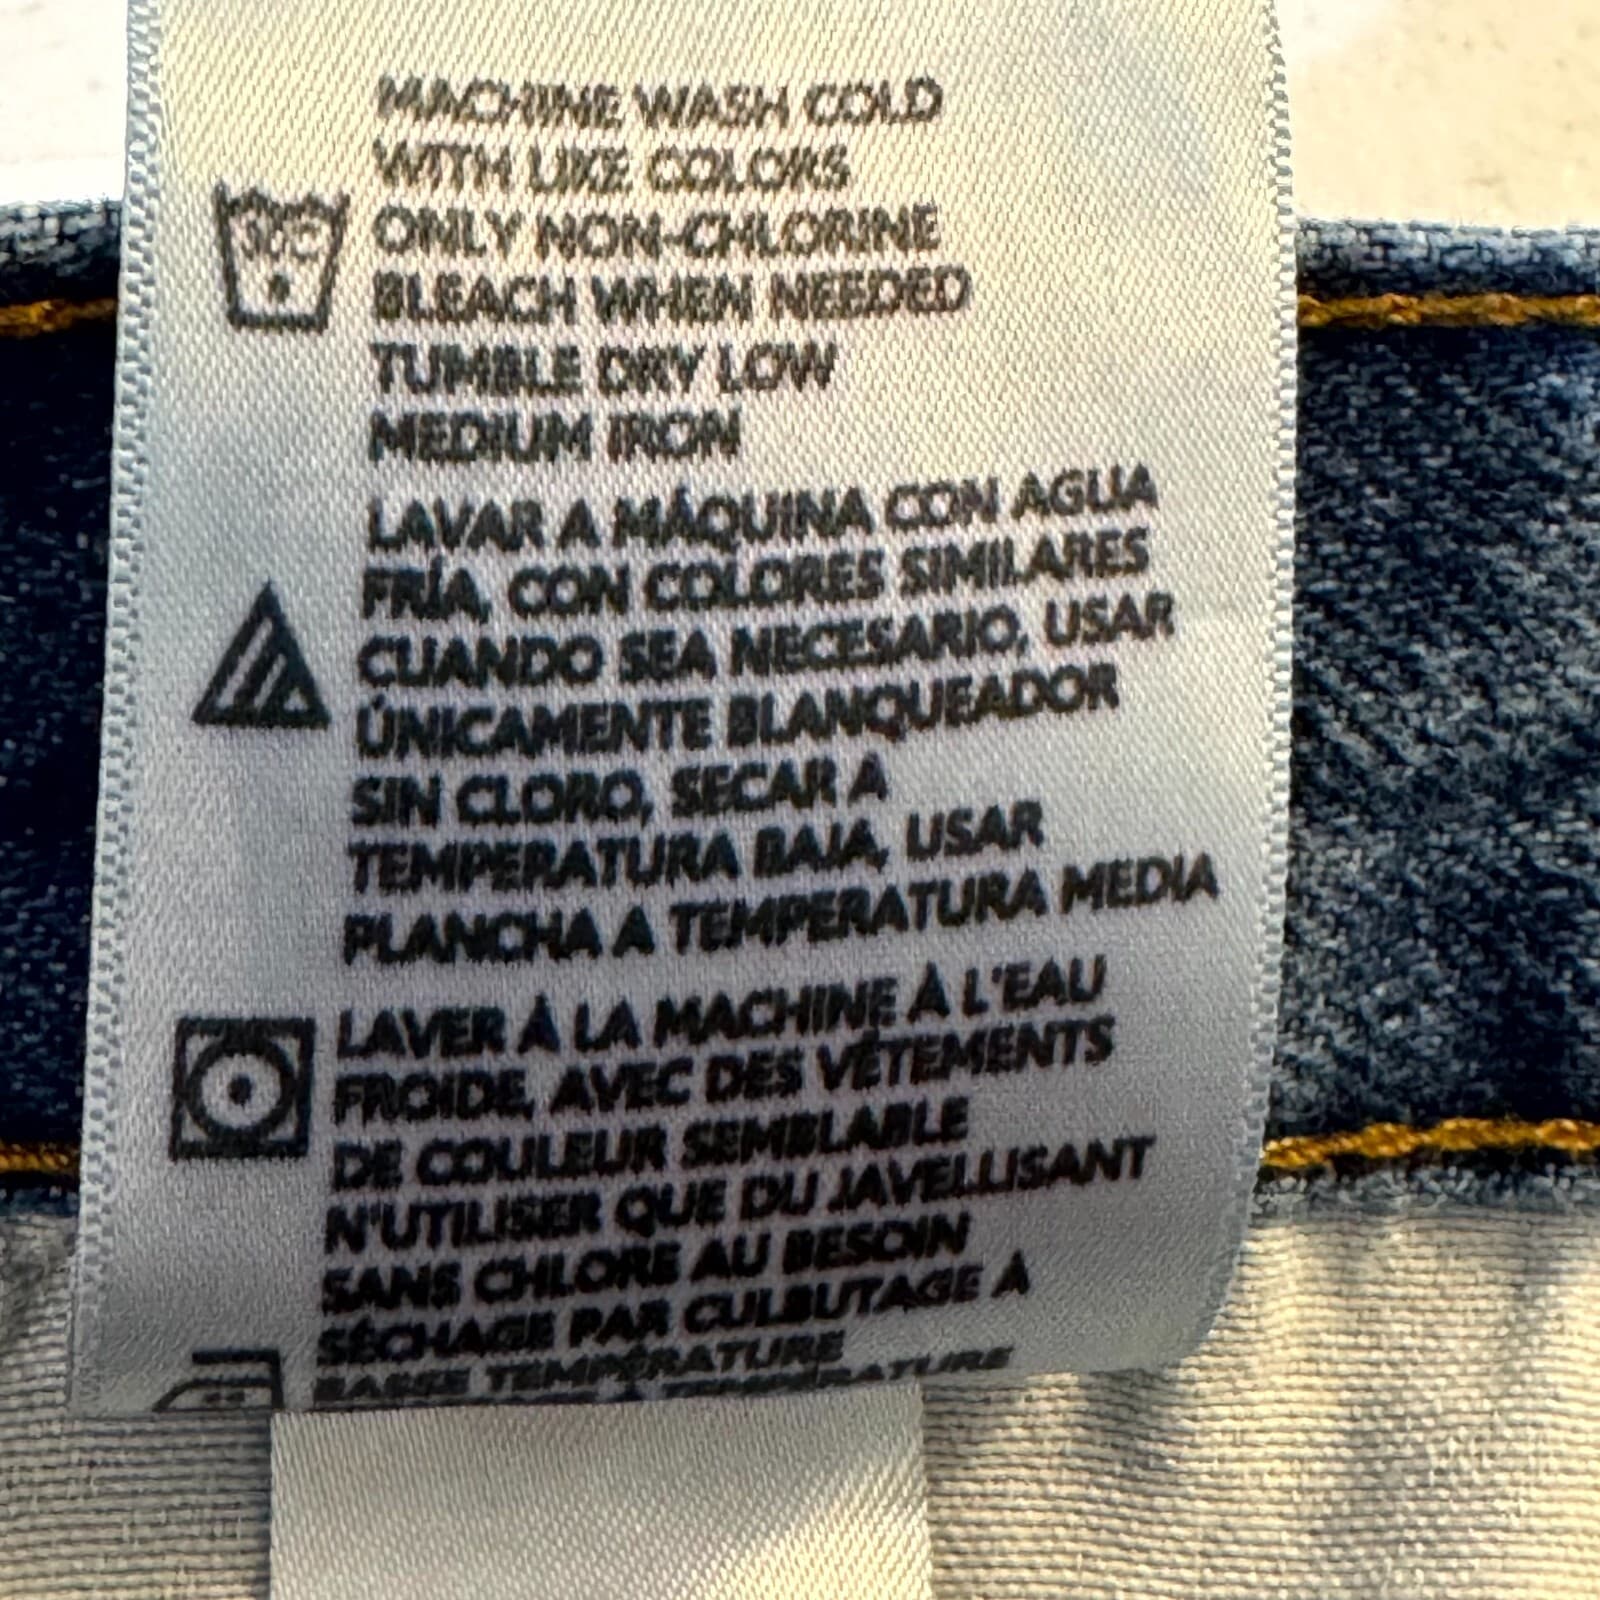 MACHINE WASH COLD
WITH LIKE COLORS
30C
ONLY NON-CHLORINE
BLEACH WHEN NEEDED
TUMBLE DRY LOW
MEDIUM IRON
LAVAR A MÁQUINA CON AGUA
FRÍA, CON COLORES SIMILARES
CUANDO SEA NECESARIO, USAR
ÚNICAMENTE BLANQUEADOR
SIN CLORO, SECAR A
TEMPERATURA BAJA, USAR
PLANCHA A TEMPERATURA MEDIA
LAVER À LA MACHINE À L'EAU
FROIDE, AVEC DES VÊTEMENTS
DE COULEUR SEMBLABLE
N'UTILISER QUE DU JAVELLISANT
SANS CHLORE AU BESOIN
SÉCHAGE PAR CULBUTAGE À
BASSE TEMPÉRATURE
À TEMPÉRATURE